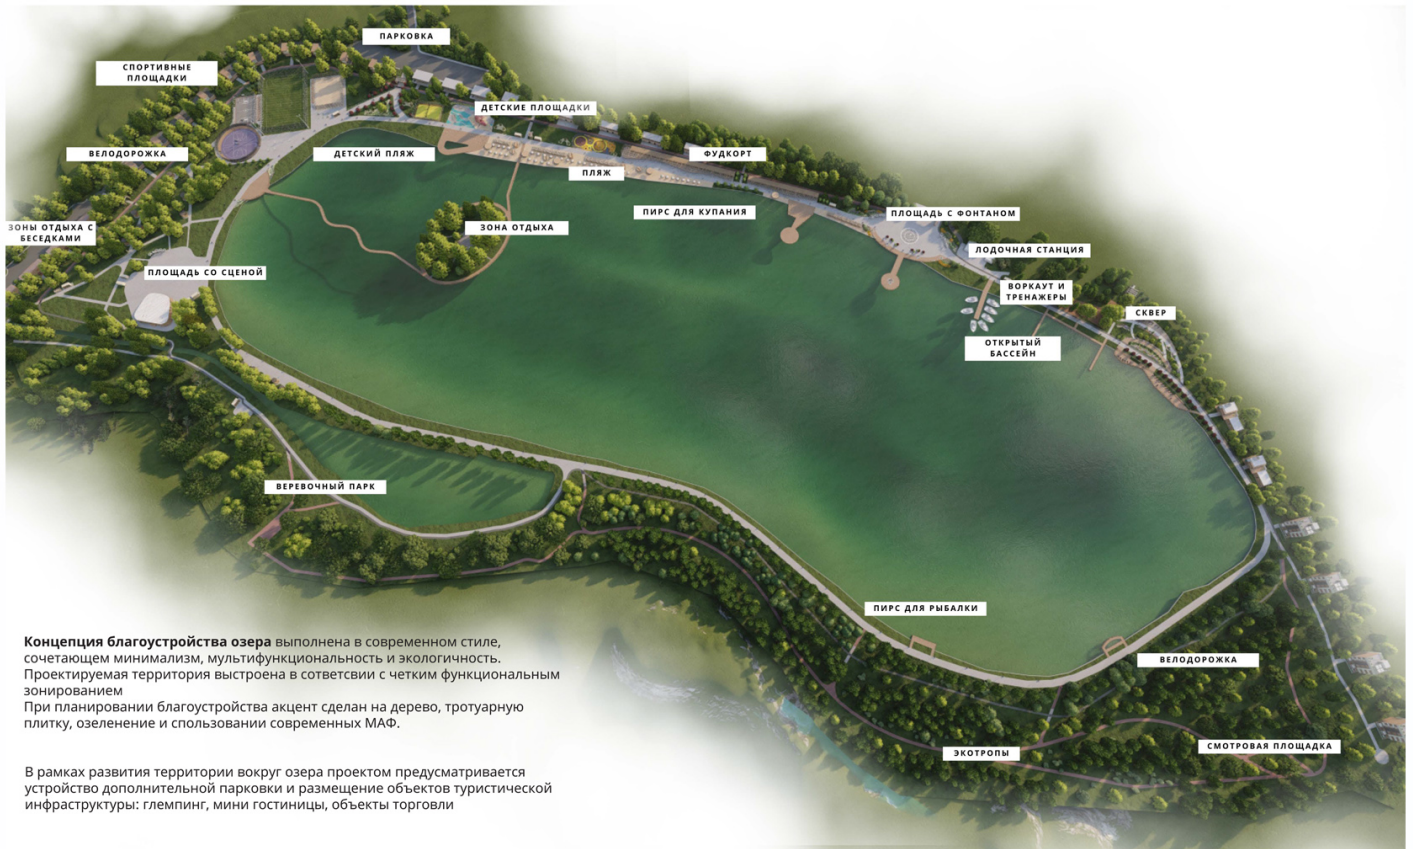 ПАРКОВКА
СПОРТИВНЫЕ
ПЛОЩАДКИ
ДЕТСКИЕ ПЛОЩАДКИ
ВЕЛОДОРОЖКА
ДЕТСКИЙ ПЛЯЖ
ФУДКОРТ
ПЛЯЖ
ПИРС ДЛЯ КУПАНИЯ
ПЛОЩАДЬ С ФОНТАНОМ
ЗОНЫ ОТДЫХА С
БЕСЕДКАМИ
ЗОНА ОТДЫХА
ЛОДОЧНАЯ СТАНЦИЯ
ПЛОЩАДЬ СО СЦЕНОЙ
ВОРКАУТ И
ТРЕНАЖЕРЫ
СКВЕР
ОТКРЫТЫЙ
БАССЕЙН
ВЕРЕВОЧНЫЙ ПАРК
ПИРС ДЛЯ РЫБАЛКИ
ВЕЛОДОРОЖКА
СМОТРОВАЯ ПЛОЩАДКА
ЭКОТРОПЫ
Концепция благоустройства озера выполнена в современном стиле,
сочетающем минимализм, мультифункциональность и экологичность.
Проектируемая территория выстроена в сответсвии с четким функциональным
зонированием
При планировании благоустройства акцент сделан на дерево, тротуарную
плитку, озеленение и спользовании современных МАФ.
В рамках развития территории вокруг озера проектом предусматривается
устройство дополнительной парковки и размещение объектов туристической
инфраструктуры: глемпинг, мини гостиницы, объекты торговли